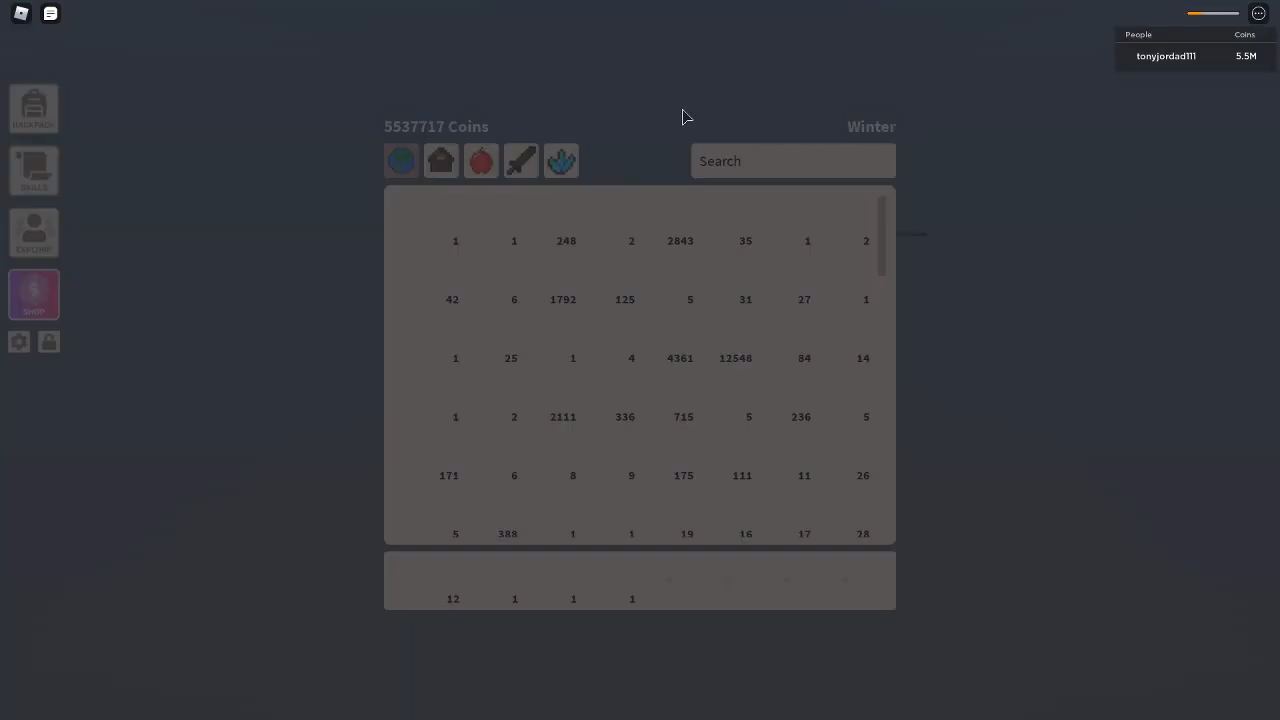 People Coins
tonyjordad111 5.5M
BACKPACK
SKILLS
EXPLORE
SHOP
5537717 Coins Winter
Search
1 1 248 2 2843 35 1 2
42 6 1792 125 5 31 27 1
1 25 1 4 4361 12548 84 14
1 2 2111 336 715 5 236 5
171 6 8 9 175 111 11 26
5 388 1 1 19 16 17 28
12 1 1 1